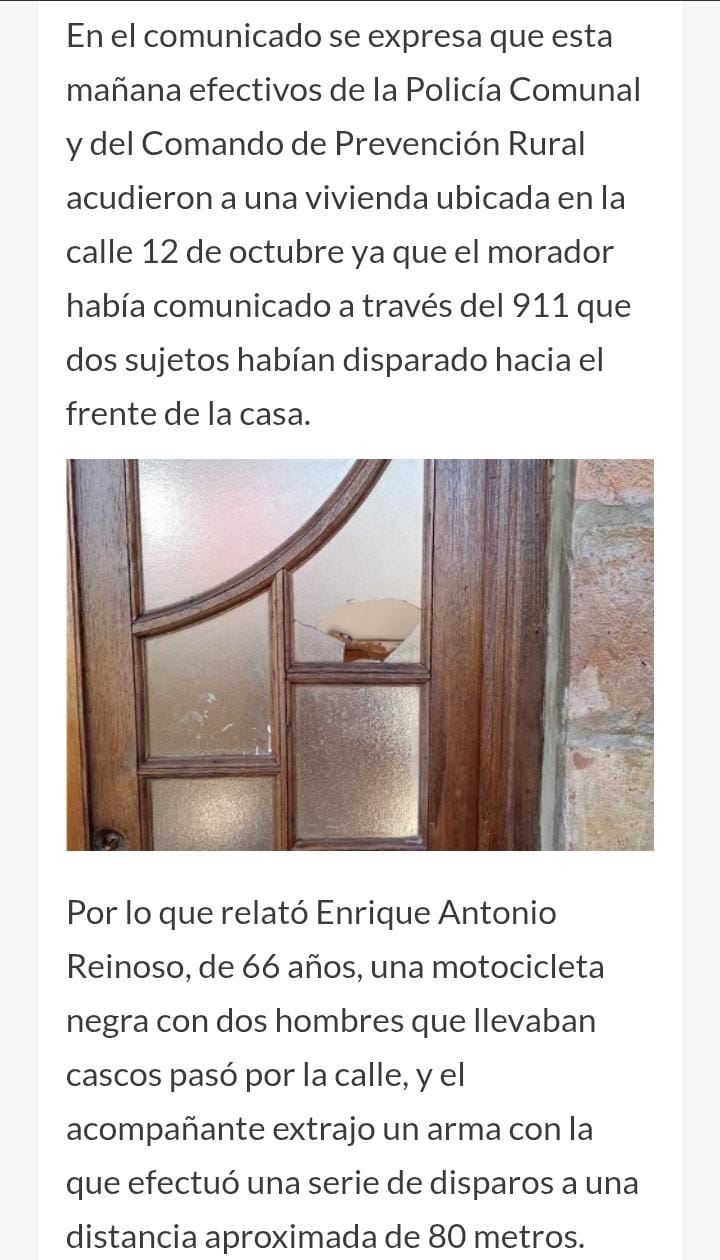 En el comunicado se expresa que esta
mañana efectivos de la Policía Comunal
y del Comando de Prevención Rural
acudieron a una vivienda ubicada en la
calle 12 de octubre ya que el morador
había comunicado a través del 911 que
dos sujetos habían disparado hacia el
frente de la casa.
Por lo que relató Enrique Antonio
Reinoso, de 66 años, una motocicleta
negra con dos hombres que llevaban
cascos pasó por la calle, y el
acompañante extrajo un arma con la
que efectuó una serie de disparos a una
distancia aproximada de 80 metros.